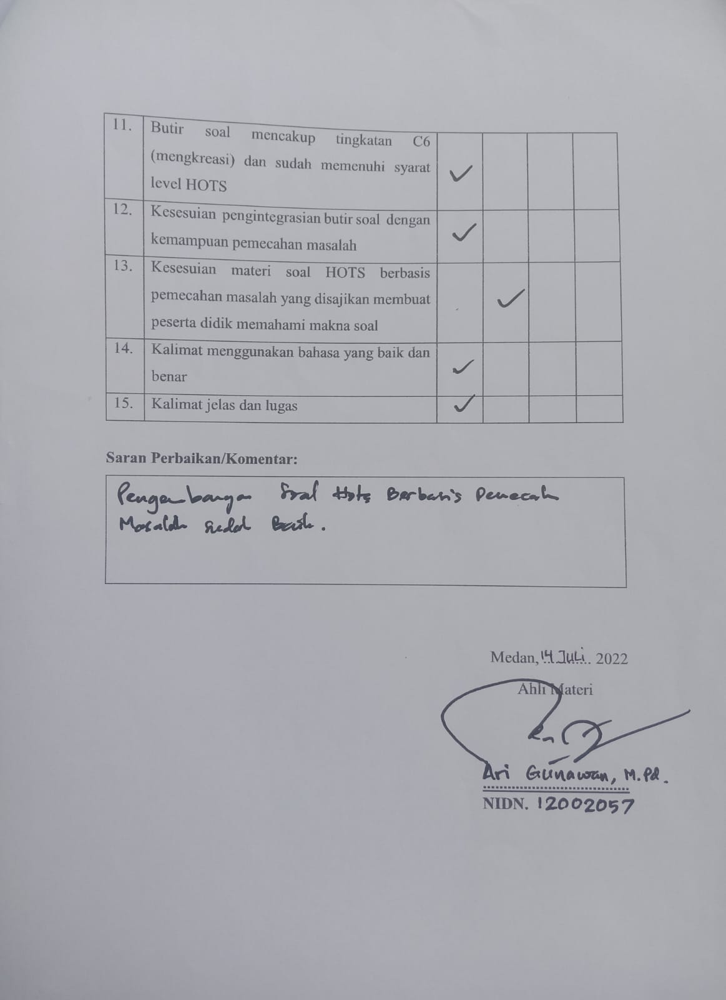 11. Butir soal mencakup tingkatan C6
(mengkreasi) dan sudah memenuhi syarat
level HOTS
12. Kesesuian pengintegrasian butir soal dengan
kemampuan pemecahan masalah
13. Kesesuian materi soal HOTS berbasis
pemecahan masalah yang disajikan membuat
peserta didik memahami makna soal
14. Kalimat menggunakan bahasa yang baik dan
benar
15. Kalimat jelas dan lugas
Saran Perbaikan/Komentar:
Pengembangan Soal Hots Berbasis Pemecah
Masalah sudah Baik.
Medan, 14 Juli 2022
Ahli Materi
Ari Gunawan, M.Pd.
NIDN. 12002057